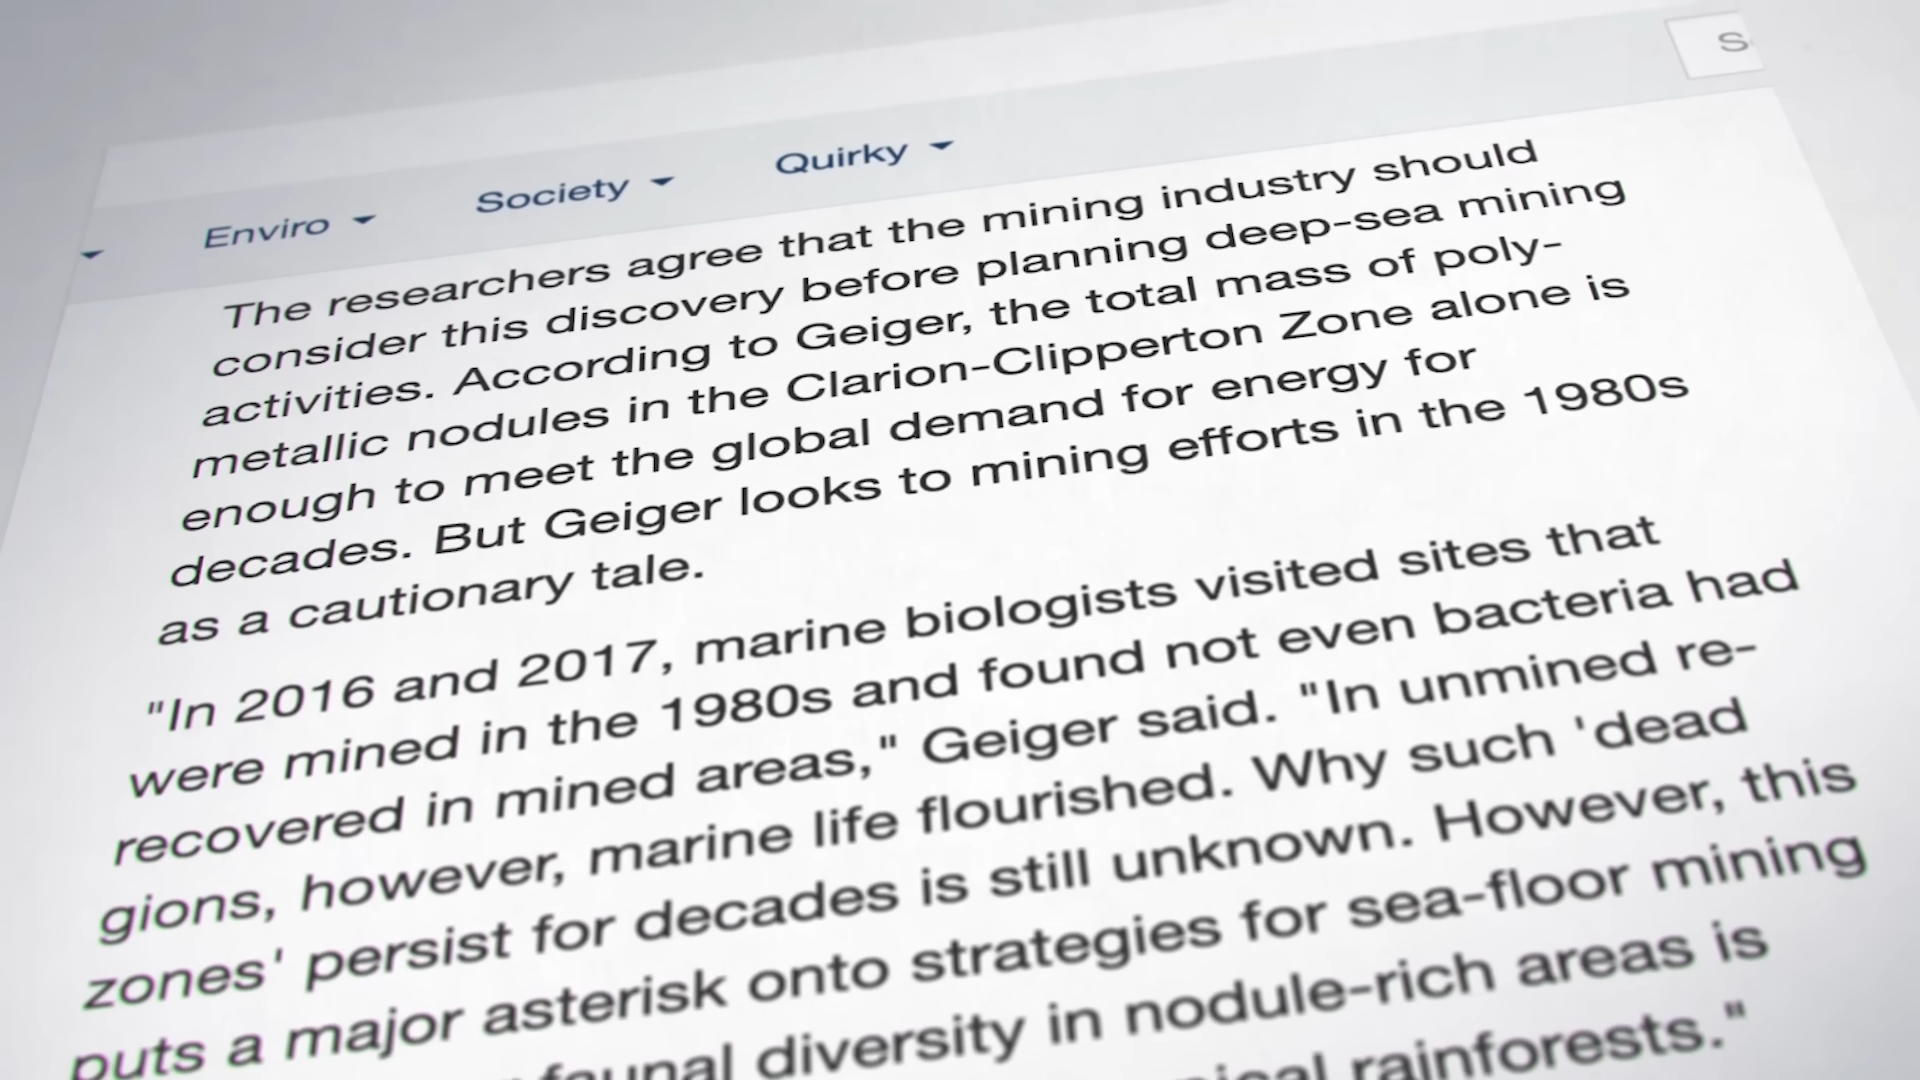 Enviro
Society
Quirky
S
The researchers agree that the mining industry should
consider this discovery before planning deep-sea mining
activities. According to Geiger, the total mass of poly-
metallic nodules in the Clarion-Clipperton Zone alone is
enough to meet the global demand for energy for
decades. But Geiger looks to mining efforts in the 1980s
as a cautionary tale.
"In 2016 and 2017, marine biologists visited sites that
were mined in the 1980s and found not even bacteria had
recovered in mined areas," Geiger said. "In unmined re-
gions, however, marine life flourished. Why such 'dead
zones' persist for decades is still unknown. However, this
puts a major asterisk onto strategies for sea-floor mining
faunal diversity in nodule-rich areas is
rainforests."